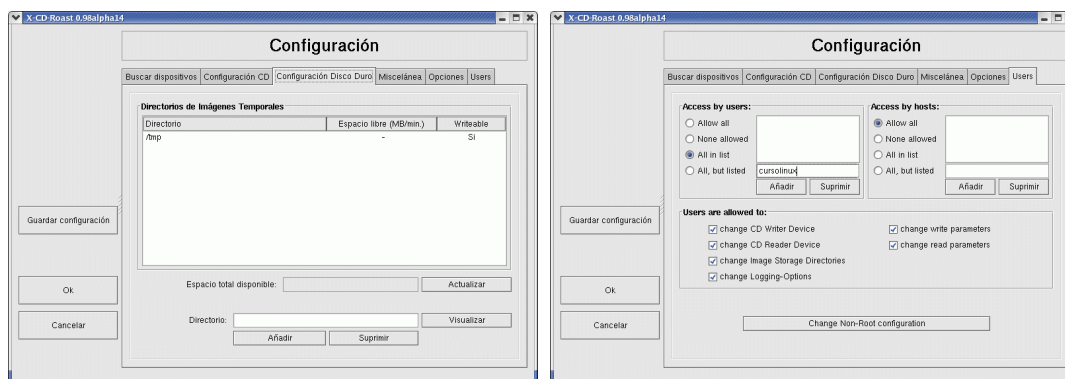 X-CD-Roast 0.98alpha14
Configuración
Buscar dispositivos Configuración CD Configuración Disco Duro Miscelánea Opciones Users
Directorios de Imágenes Temporales
Directorio Espacio libre (MB/min.) Writeable
/tmp - Si
Guardar configuración
Espacio total disponible: Actualizar
Ok
Directorio: Visualizar
Cancelar
Añadir Suprimir
X-CD-Roast 0.98alpha14
Configuración
Buscar dispositivos Configuración CD Configuración Disco Duro Miscelánea Opciones Users
Access by users: Access by hosts:
Allow all Allow all
None allowed None allowed
All in list All in list
All, but listed cursolinux All, but listed
Añadir Suprimir Añadir Suprimir
Users are allowed to:
Guardar configuración
change CD Writer Device change write parameters
change CD Reader Device change read parameters
change Image Storage Directories
change Logging-Options
Ok
Cancelar
Change Non-Root configuration